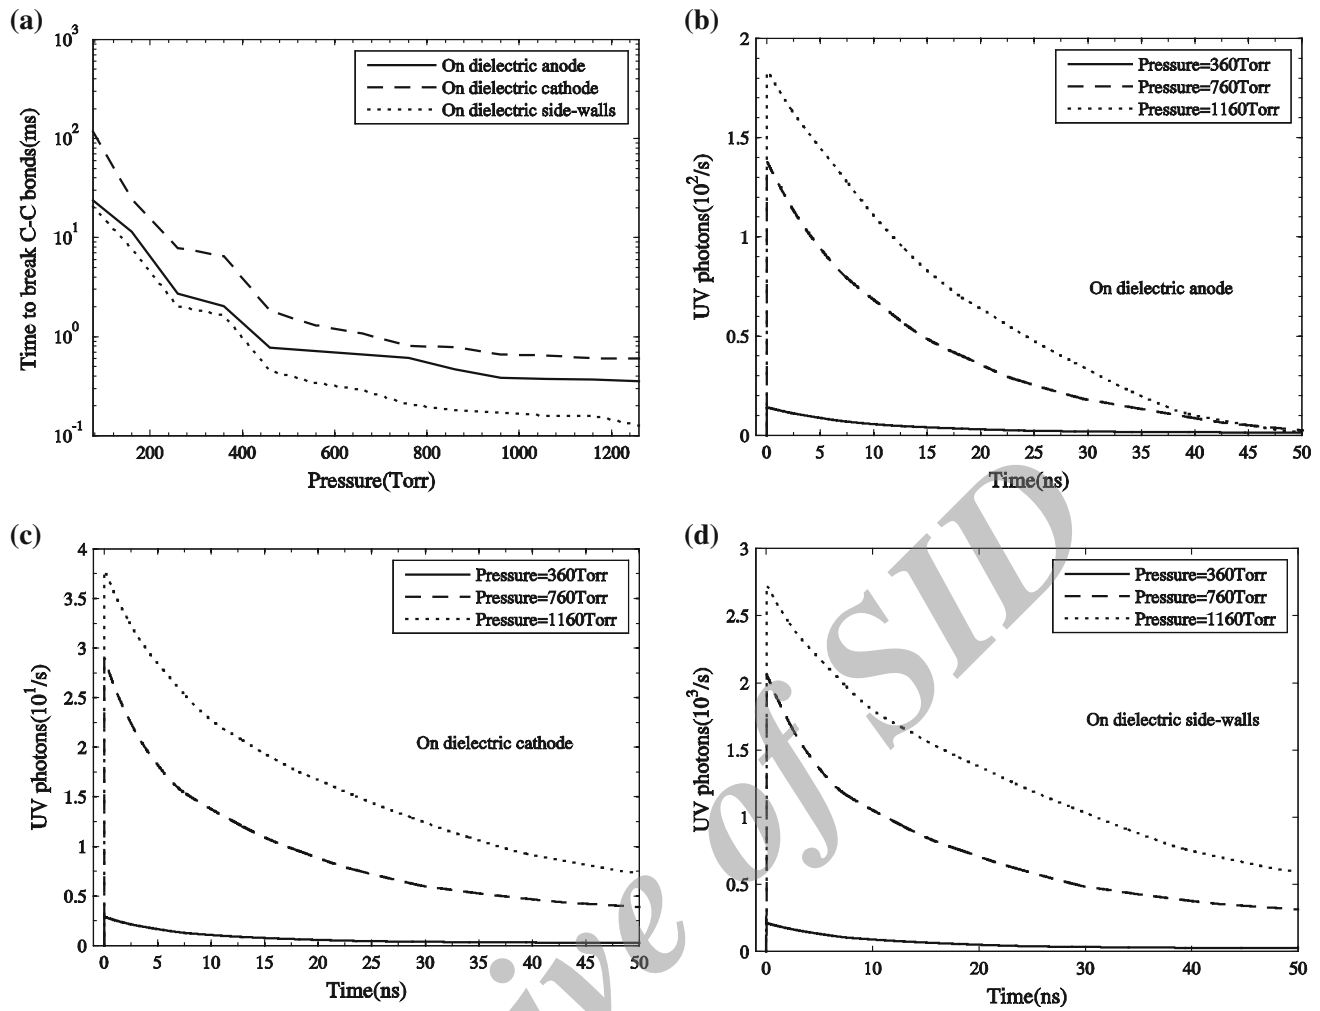 (a)
10^3
10^2
10^1
10^0
10^-1
Time to break C-C bonds(ms)
On dielectric anode
On dielectric cathode
On dielectric side-walls
200 400 600 800 1000 1200
Pressure(Torr)
(b)
2
1.5
1
0.5
0
UV photons(10^2/s)
Pressure=360Torr
Pressure=760Torr
Pressure=1160Torr
On dielectric anode
0 5 10 15 20 25 30 35 40 45 50
Time(ns)
(c)
4
3.5
3
2.5
2
1.5
1
0.5
0
UV photons(10^1/s)
Pressure=360Torr
Pressure=760Torr
Pressure=1160Torr
On dielectric cathode
0 5 10 15 20 25 30 35 40 45 50
Time(ns)
(d)
3
2.5
2
1.5
1
0.5
0
UV photons(10^3/s)
Pressure=360Torr
Pressure=760Torr
Pressure=1160Torr
On dielectric side-walls
0 10 20 30 40 50
Time(ns)
ive of SID